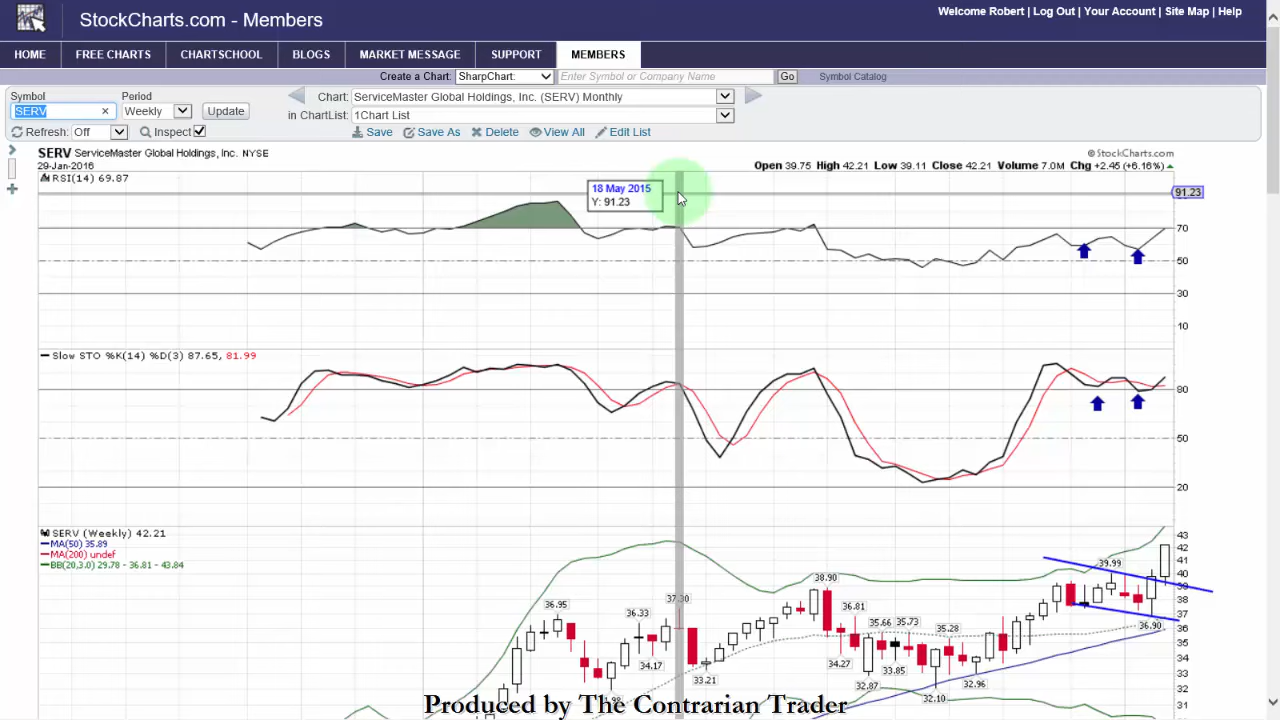 StockCharts.com - Members
Welcome Robert | Log Out | Your Account | Site Map | Help
HOME FREE CHARTS CHARTSCHOOL BLOGS MARKET MESSAGE SUPPORT MEMBERS
Create a Chart: SharpChart: Enter Symbol or Company Name Go Symbol Catalog
Symbol Period Chart: ServiceMaster Global Holdings, Inc. (SERV) Monthly
SERV × Weekly Update in ChartList: 1Chart List
Refresh: Off Inspect Save Save As Delete View All Edit List
SERV ServiceMaster Global Holdings, Inc. NYSE © StockCharts.com
29-Jan-2016 Open 39.75 High 42.21 Low 39.11 Close 42.21 Volume 7.0M Chg +2.45 (+6.16%)
RSI(14) 69.87
18 May 2015
Y: 91.23
91.23
70
50
30
10
Slow STO %K(14) %D(3) 87.65, 81.99
80
50
20
SERV (Weekly) 42.21
MA(50) 35.89
MA(200) undef
BB(20,3.0) 29.78 - 36.81 - 43.84
43
42
41
40
39
38
37
36
35
34
33
32
31
36.95 36.33 34.17 37.30 33.21 38.90 36.81 34.27 35.66 35.73 32.87 33.85 35.28 32.10 32.96 39.99 36.90
Produced by The Contrarian Trader